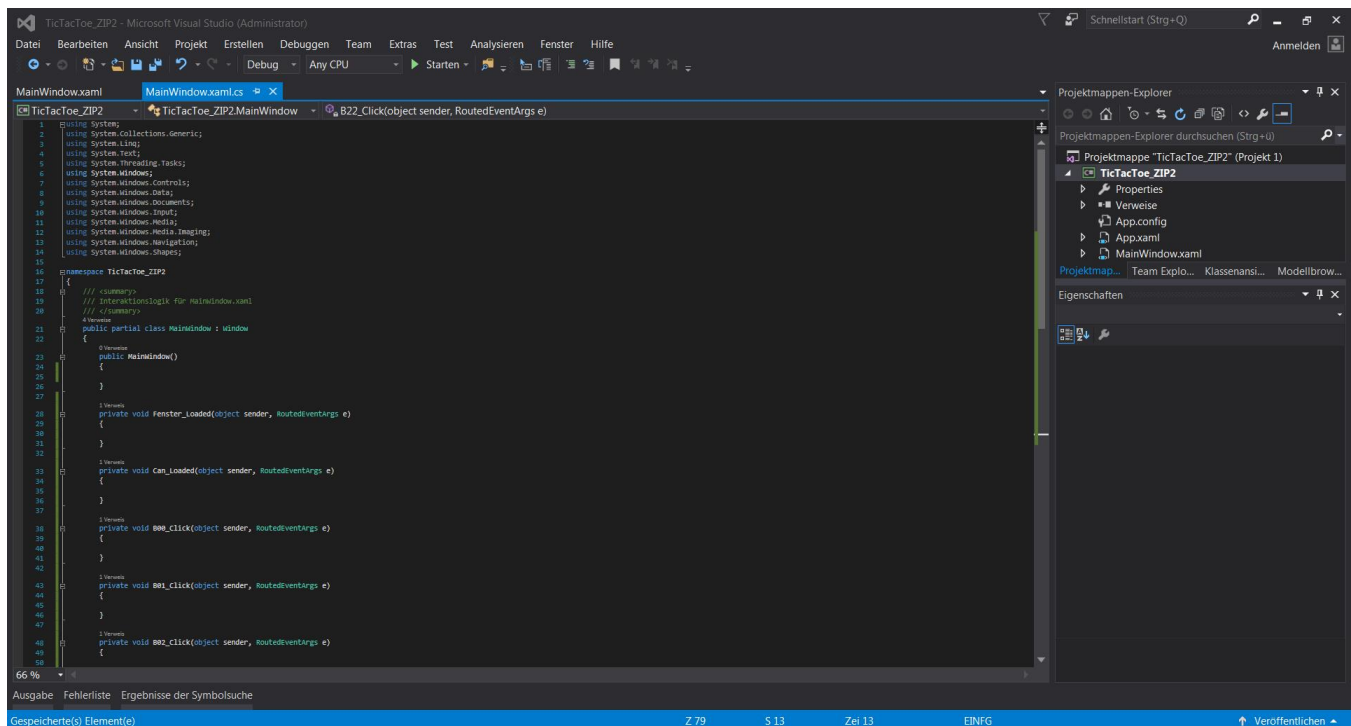 TicTacToe_ZIP2 - Microsoft Visual Studio (Administrator)
Schnellstart (Strg+Q)
Datei Bearbeiten Ansicht Projekt Erstellen Debuggen Team Extras Test Analysieren Fenster Hilfe
Anmelden
Debug Any CPU Starten
MainWindow.xaml MainWindow.xaml.cs
TicTacToe_ZIP2 TicTacToe_ZIP2.MainWindow B22_Click(object sender, RoutedEventArgs e)
1 using System;
2 using System.Collections.Generic;
3 using System.Linq;
4 using System.Text;
5 using System.Threading.Tasks;
6 using System.Windows;
7 using System.Windows.Controls;
8 using System.Windows.Data;
9 using System.Windows.Documents;
10 using System.Windows.Input;
11 using System.Windows.Media;
12 using System.Windows.Media.Imaging;
13 using System.Windows.Navigation;
14 using System.Windows.Shapes;
15
16 namespace TicTacToe_ZIP2
17 {
18 /// <summary>
19 /// Interaktionslogik für MainWindow.xaml
20 /// </summary>
4 Verweise
21 public partial class MainWindow : Window
22 {
0 Verweise
23 public MainWindow()
24 {
25
26 }
27
1 Verweis
28 private void Fenster_Loaded(object sender, RoutedEventArgs e)
29 {
30
31 }
32
1 Verweis
33 private void Can_Loaded(object sender, RoutedEventArgs e)
34 {
35
36 }
37
1 Verweis
38 private void B00_Click(object sender, RoutedEventArgs e)
39 {
40
41 }
42
1 Verweis
43 private void B01_Click(object sender, RoutedEventArgs e)
44 {
45
46 }
47
1 Verweis
48 private void B02_Click(object sender, RoutedEventArgs e)
49 {
50
66 %
Projektmappen-Explorer
Projektmappen-Explorer durchsuchen (Strg+ü)
Projektmappe "TicTacToe_ZIP2" (Projekt 1)
TicTacToe_ZIP2
Properties
Verweise
App.config
App.xaml
MainWindow.xaml
Projektmap... Team Explo... Klassenansi... Modellbrow...
Eigenschaften
Ausgabe Fehlerliste Ergebnisse der Symbolsuche
Gespeicherte(s) Element(e) Z 79 S 13 Zei 13 EINFG Veröffentlichen